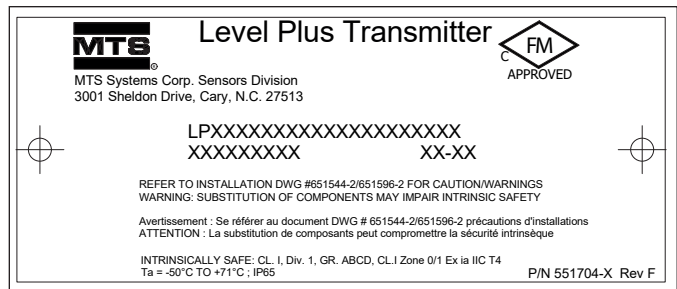 MTS
®
Level Plus Transmitter
C FM
APPROVED
MTS Systems Corp. Sensors Division
3001 Sheldon Drive, Cary, N.C. 27513
LPXXXXXXXXXXXXXXXXXXXX
XXXXXXXXX XX-XX
REFER TO INSTALLATION DWG #651544-2/651596-2 FOR CAUTION/WARNINGS
WARNING: SUBSTITUTION OF COMPONENTS MAY IMPAIR INTRINSIC SAFETY
Avertissement : Se référer au document DWG # 651544-2/651596-2 précautions d'installations
ATTENTION : La substitution de composants peut compromettre la sécurité intrinsèque
INTRINSICALLY SAFE: CL. I, Div. 1, GR. ABCD, CL.I Zone 0/1 Ex ia IIC T4
Ta = -50°C TO +71°C ; IP65
P/N 551704-X Rev F